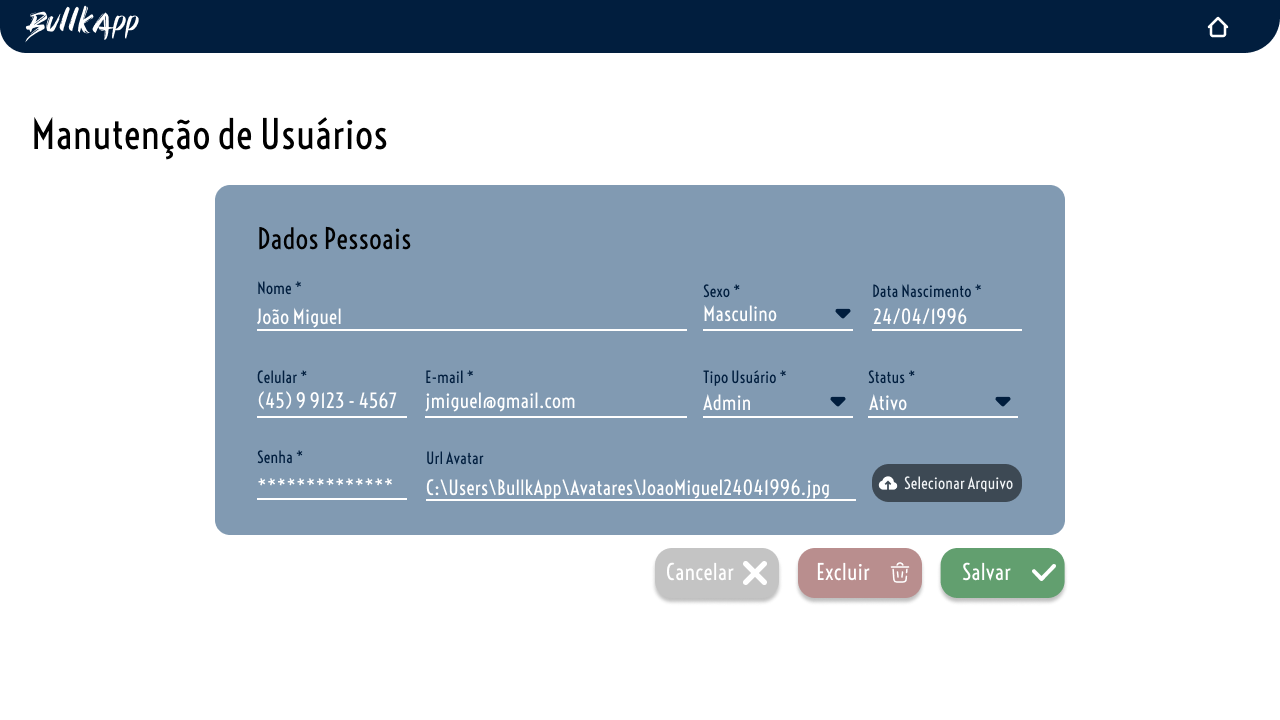 BullkApp
Manutenção de Usuários
Dados Pessoais
Nome *
Sexo *
Data Nascimento *
João Miguel
Masculino
24/04/1996
Celular *
E-mail *
Tipo Usuário *
Status *
(45) 9 9123 - 4567
jmiguel@gmail.com
Admin
Ativo
Senha *
Url Avatar
**************
C:\Users\BullkApp\Avatares\JoaoMiguel24041996.jpg
Selecionar Arquivo
Cancelar
Excluir
Salvar